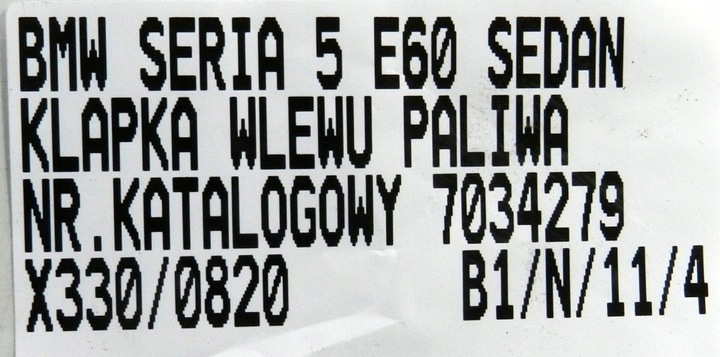 BMW SERIA 5 E60 SEDAN
KLAPKA WLEWU PALIWA
NR.KATALOGOWY 7034279
X330/0820 B1/N/11/4